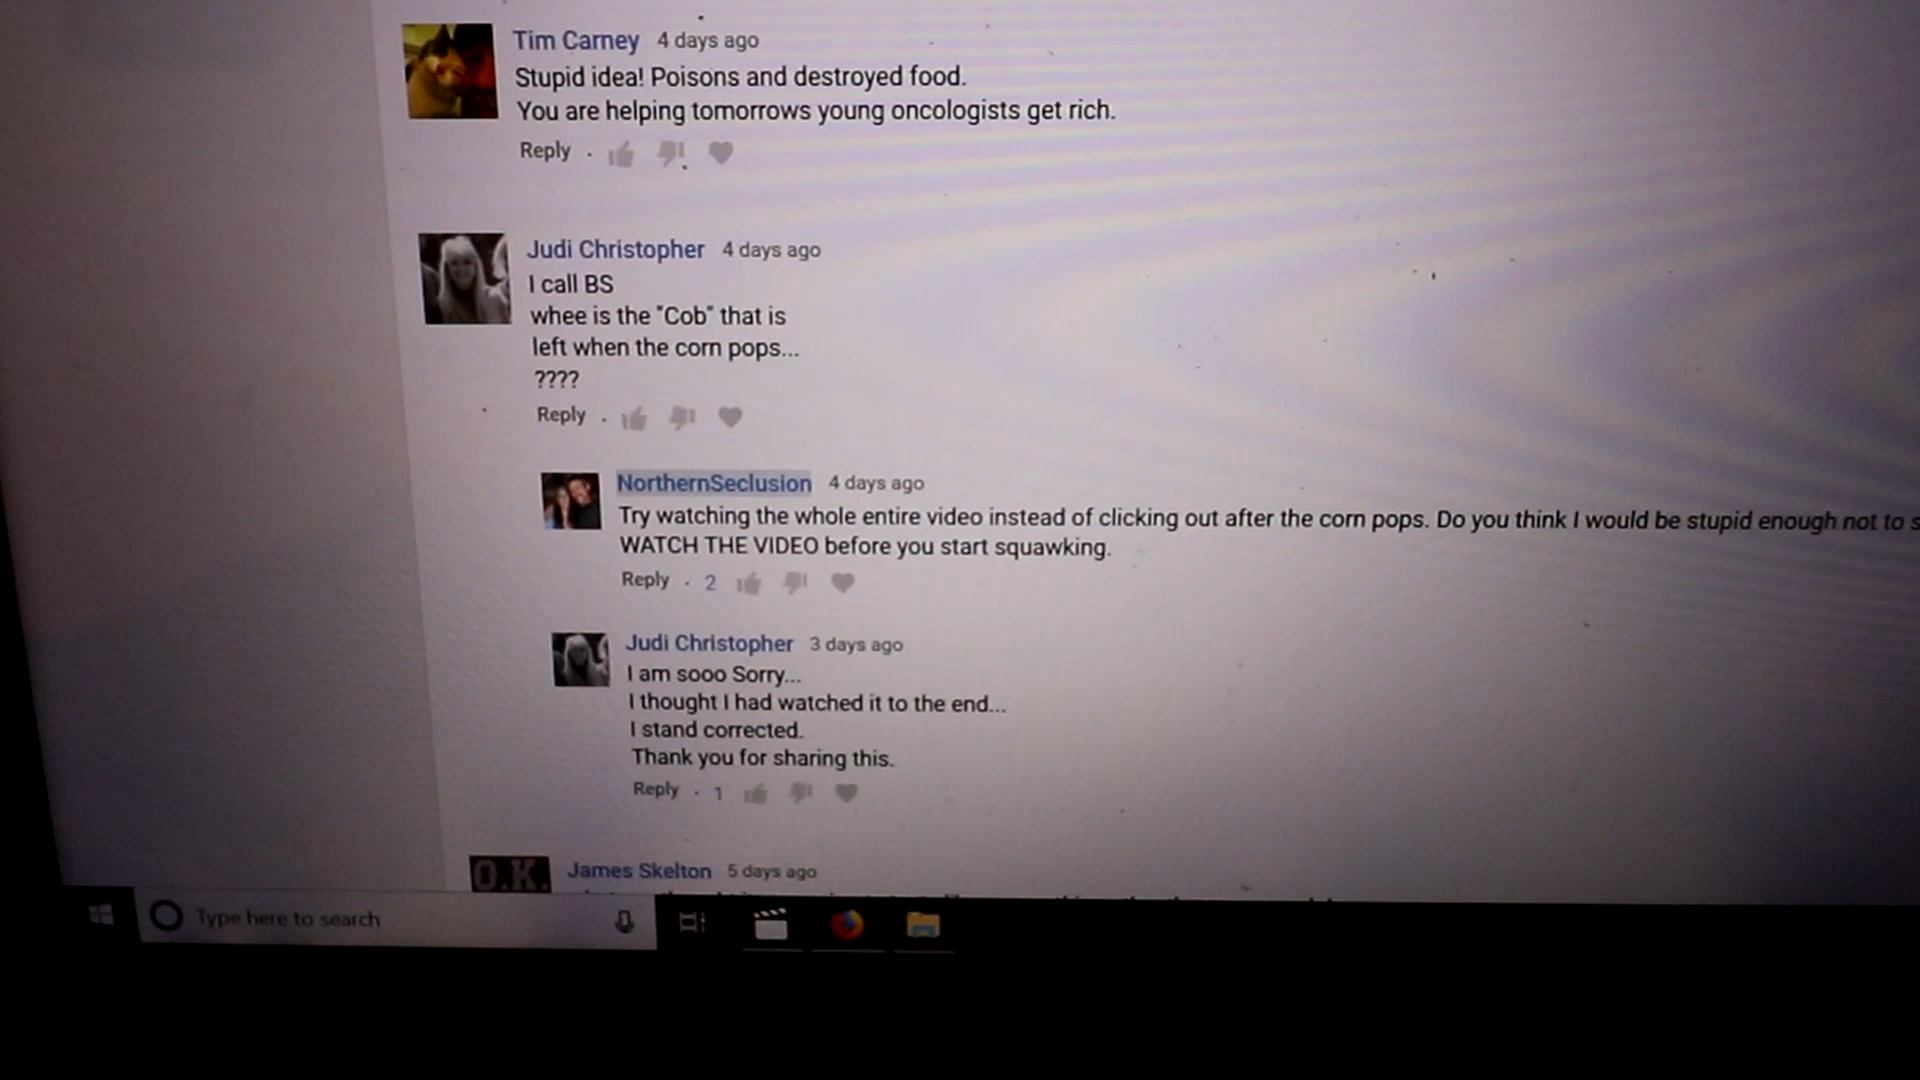 Tim Carney 4 days ago
Stupid idea! Poisons and destroyed food.
You are helping tomorrows young oncologists get rich.
Reply .
Judi Christopher 4 days ago
I call BS
whee is the "Cob" that is
left when the corn pops...
????
Reply .
NorthernSeclusion 4 days ago
Try watching the whole entire video instead of clicking out after the corn pops. Do you think I would be stupid enough not to s
WATCH THE VIDEO before you start squawking.
Reply . 2
Judi Christopher 3 days ago
I am sooo Sorry...
I thought I had watched it to the end...
I stand corrected.
Thank you for sharing this.
Reply . 1
O.K. James Skelton 5 days ago
Type here to search